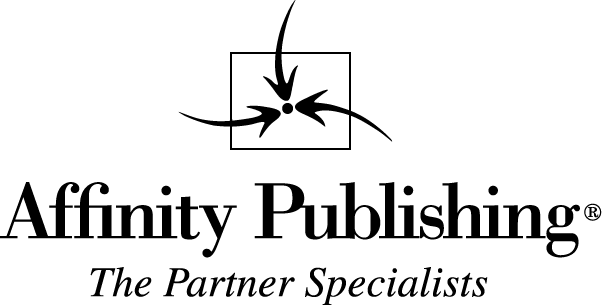 Affinity Publishing®
The Partner Specialists